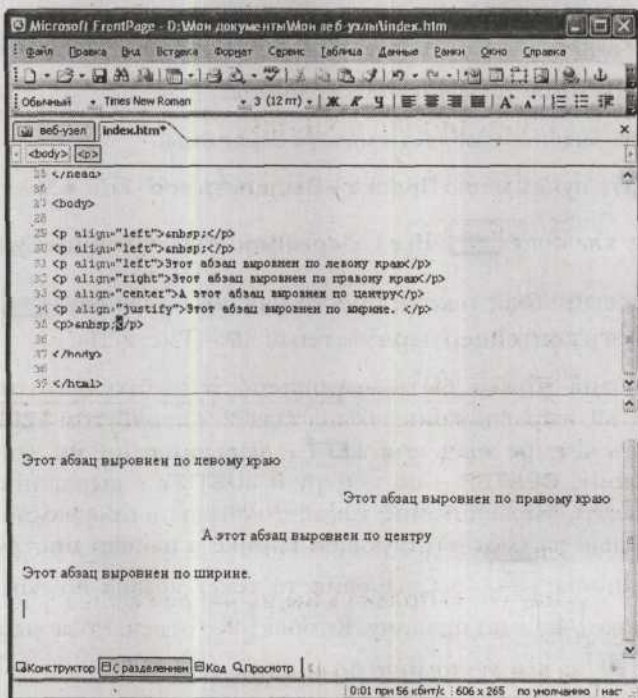 Microsoft FrontPage - D:\Мои документы\Мои веб-узлы\index.htm
Файл Правка Вид Вставка Формат Сервис Таблица Данные Рамки Окно Справка
Обычный Times New Roman 3 (12 пт) Ж К Ч
веб-узел index.htm*
<body> <p>
</head>
<body>
<p align="left">&nbsp;</p>
<p align="left">&nbsp;</p>
<p align="left">Этот абзац выровнен по левому краю</p>
<p align="right">Этот абзац выровнен по правому краю</p>
<p align="center">А этот абзац выровнен по центру</p>
<p align="justify">Этот абзац выровнен по ширине. </p>
<p>&nbsp;</p>
</body>
</html>
Этот абзац выровнен по левому краю
Этот абзац выровнен по правому краю
А этот абзац выровнен по центру
Этот абзац выровнен по ширине.
Конструктор С разделением Код Просмотр
0:01 при 56 кбит/с 606 x 265 по умолчанию нас